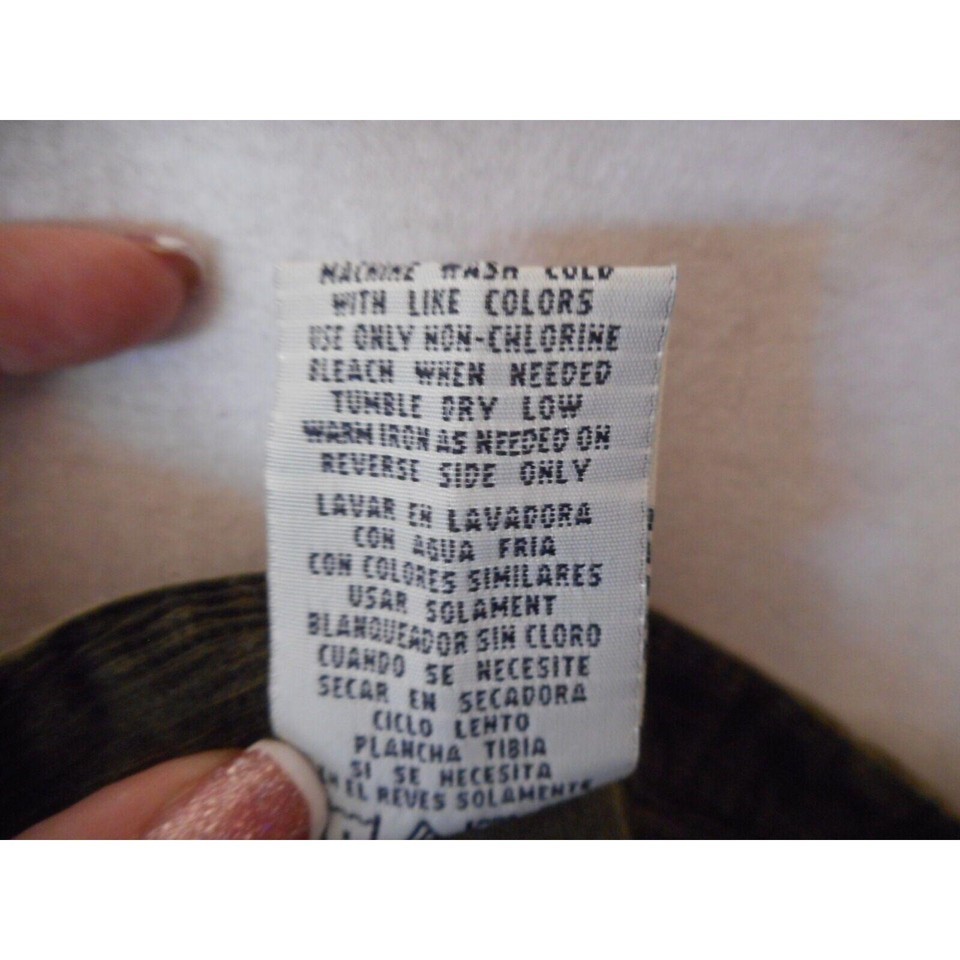 MACHINE WASH COLD
WITH LIKE COLORS
USE ONLY NON-CHLORINE
BLEACH WHEN NEEDED
TUMBLE DRY LOW
WARM IRON AS NEEDED ON
REVERSE SIDE ONLY
LAVAR EN LAVADORA
CON AGUA FRIA
CON COLORES SIMILARES
USAR SOLAMENT
BLANQUEADOR SIN CLORO
CUANDO SE NECESITE
SECAR EN SECADORA
CICLO LENTO
PLANCHA TIBIA
SI SE NECESITA
EN EL REVES SOLAMENTE